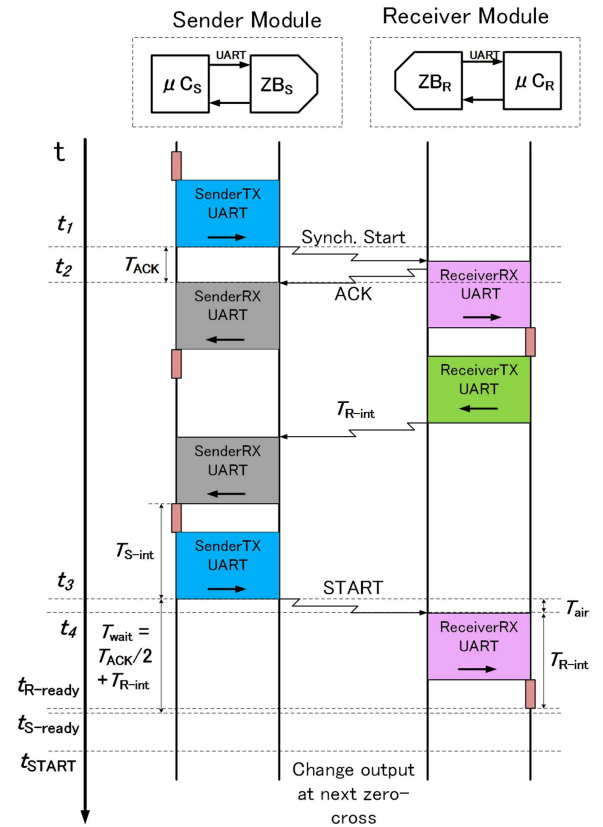 Sender Module
Receiver Module
UART
μCS
ZBS
UART
ZBR
μCR
t
SenderTX
UART
t1
Synch. Start
t2
TACK
ReceiverRX
UART
ACK
SenderRX
UART
ReceiverTX
UART
TR-int
SenderRX
UART
TS-int
SenderTX
UART
t3
START
Tair
t4
Twait =
TACK/2
+ TR-int
ReceiverRX
UART
TR-int
tR-ready
tS-ready
tSTART
Change output
at next zero-
cross